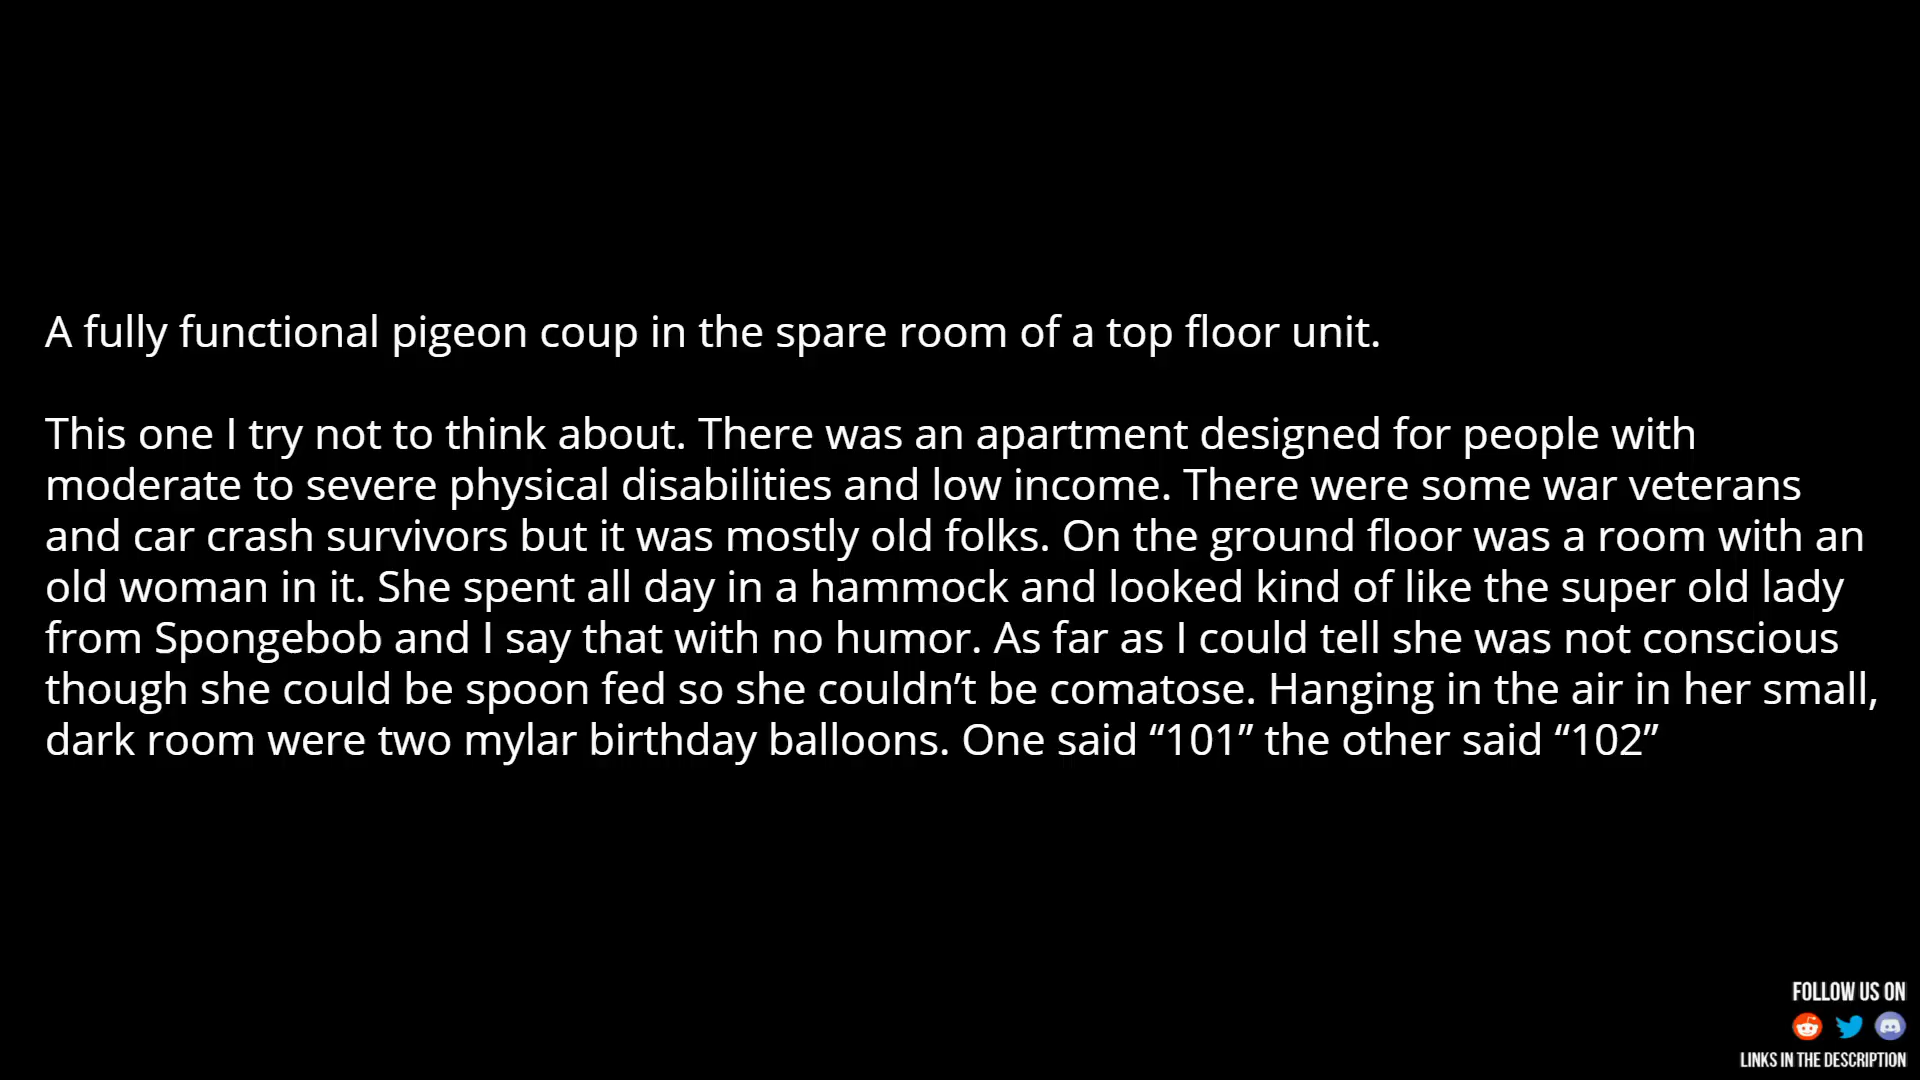 A fully functional pigeon coup in the spare room of a top floor unit.
This one I try not to think about. There was an apartment designed for people with
moderate to severe physical disabilities and low income. There were some war veterans
and car crash survivors but it was mostly old folks. On the ground floor was a room with an
old woman in it. She spent all day in a hammock and looked kind of like the super old lady
from Spongebob and I say that with no humor. As far as I could tell she was not conscious
though she could be spoon fed so she couldn’t be comatose. Hanging in the air in her small,
dark room were two mylar birthday balloons. One said “101” the other said “102”
FOLLOW US ON
LINKS IN THE DESCRIPTION